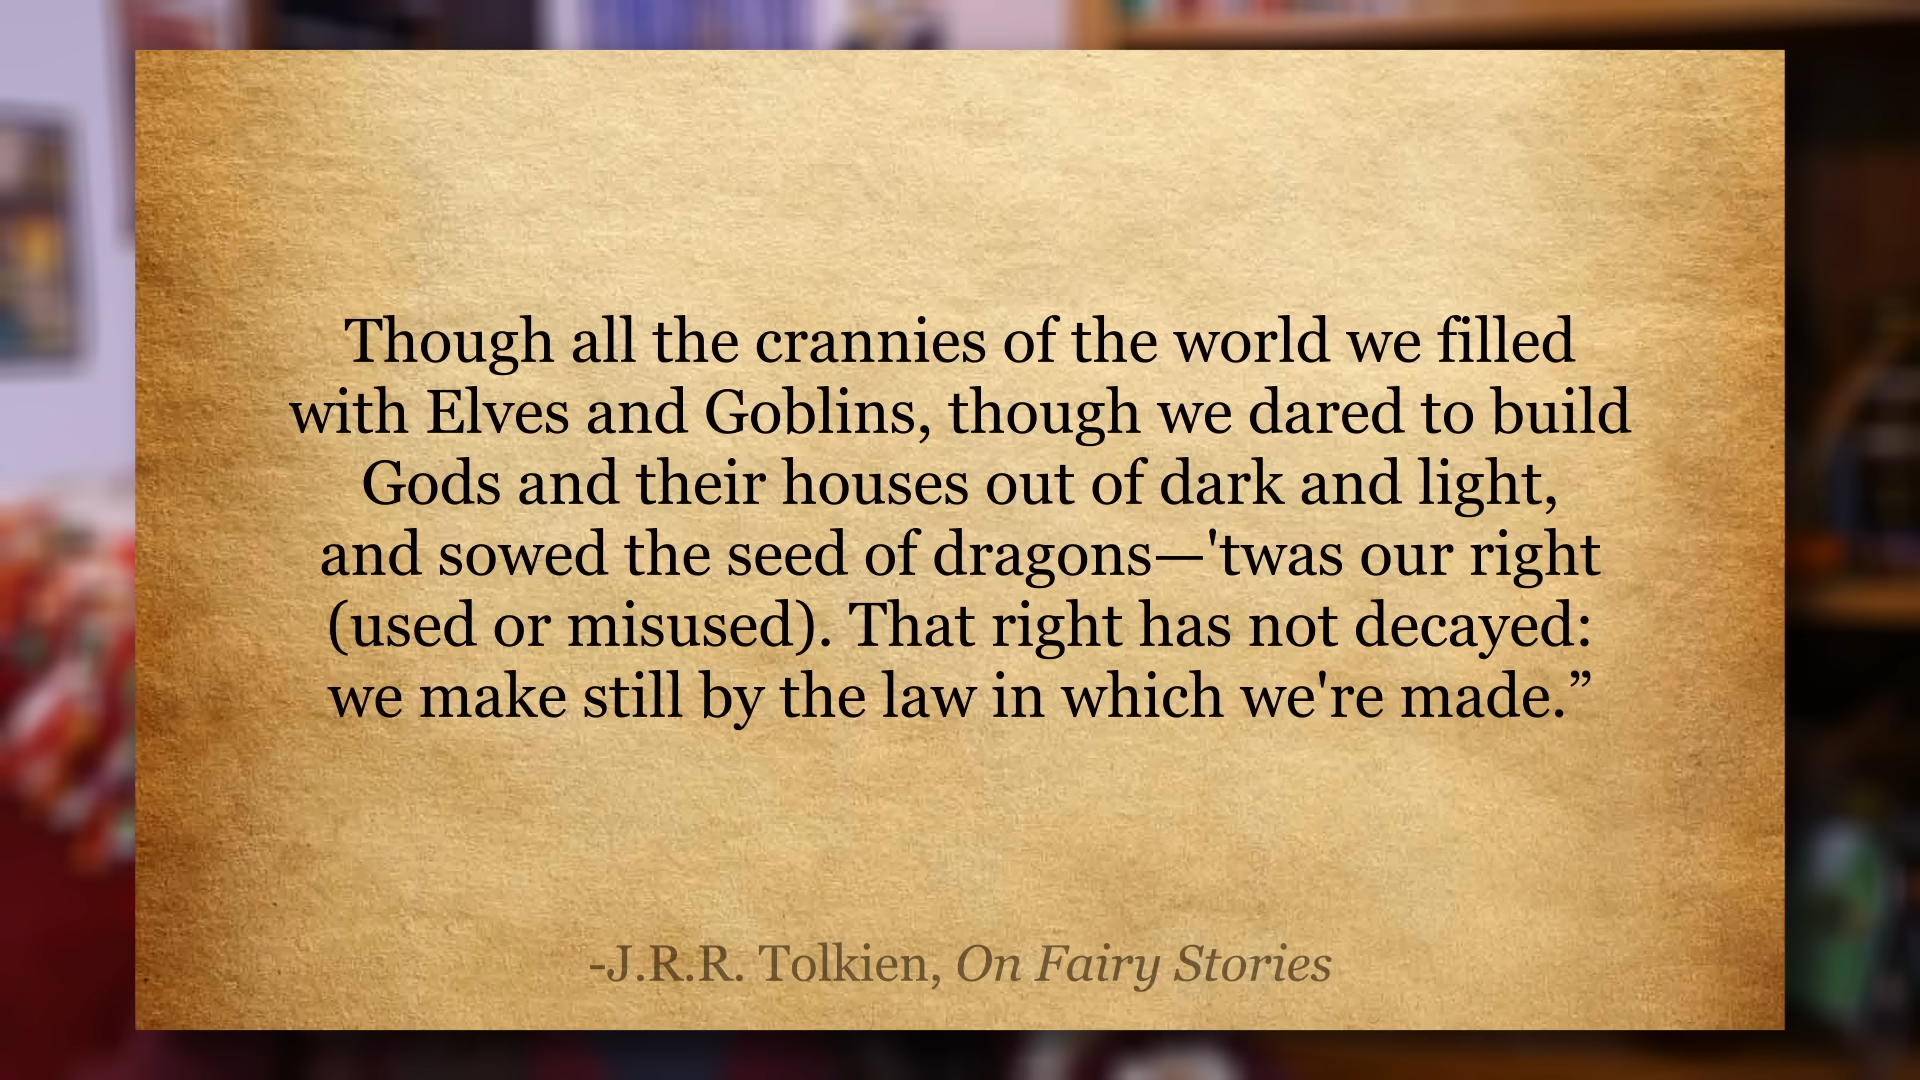 Though all the crannies of the world we filled
with Elves and Goblins, though we dared to build
Gods and their houses out of dark and light,
and sowed the seed of dragons—'twas our right
(used or misused). That right has not decayed:
we make still by the law in which we're made.”
-J.R.R. Tolkien, On Fairy Stories